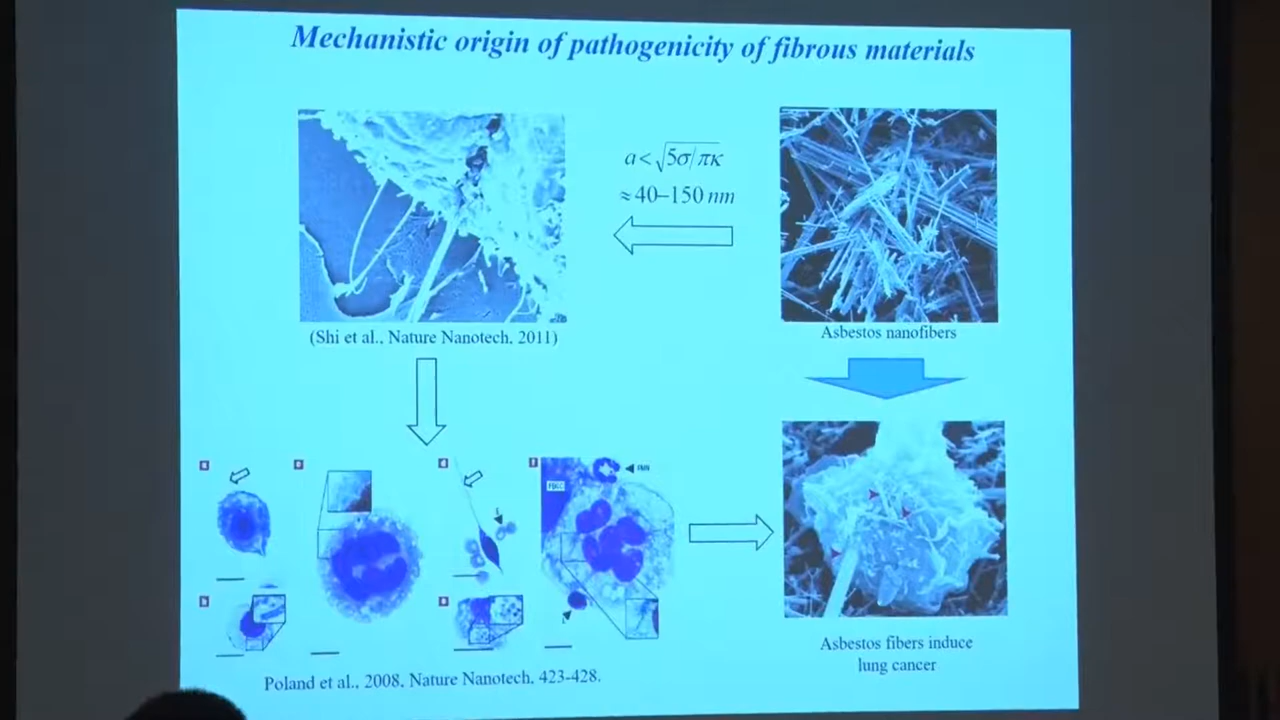 Mechanistic origin of pathogenicity of fibrous materials
a<√5σ/πκ
≈40–150 nm
(Shi et al., Nature Nanotech, 2011)
Asbestos nanofibers
Asbestos fibers induce
lung cancer
Poland et al., 2008, Nature Nanotech, 423-428.